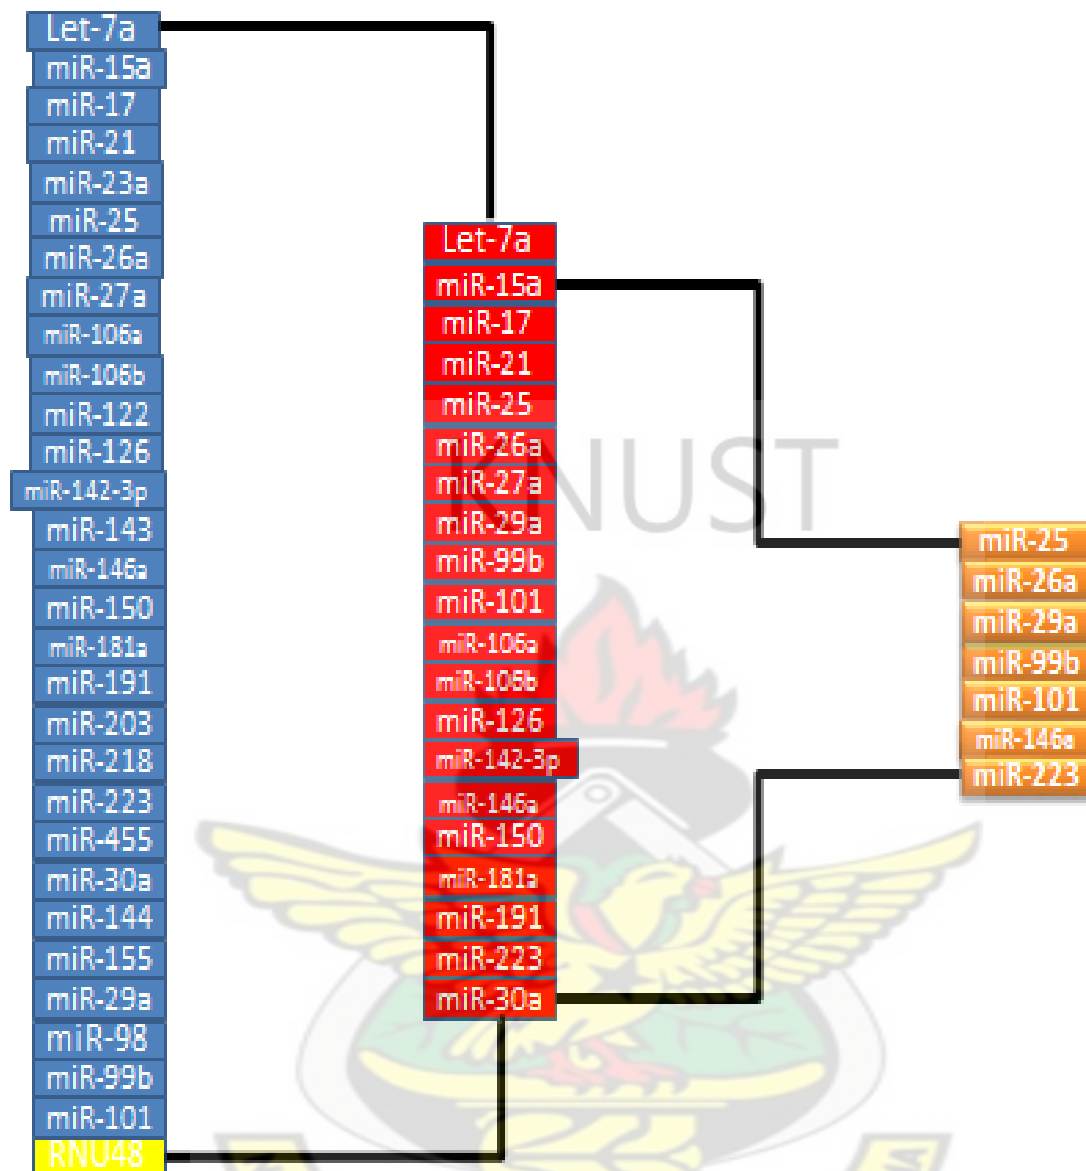 Let-7a
miR-15a
miR-17
miR-21
miR-23a
miR-25
miR-26a
miR-27a
miR-106a
miR-106b
miR-122
miR-126
miR-142-3p
miR-143
miR-146a
miR-150
miR-181a
miR-191
miR-203
miR-218
miR-223
miR-455
miR-30a
miR-144
miR-155
miR-29a
miR-98
miR-99b
miR-101
RNU48
Let-7a
miR-15a
miR-17
miR-21
miR-25
miR-26a
miR-27a
miR-29a
miR-99b
miR-101
miR-106a
miR-106b
miR-126
miR-142-3p
miR-146a
miR-150
miR-181a
miR-191
miR-223
miR-30a
KNUST
miR-25
miR-26a
miR-29a
miR-99b
miR-101
miR-146a
miR-223